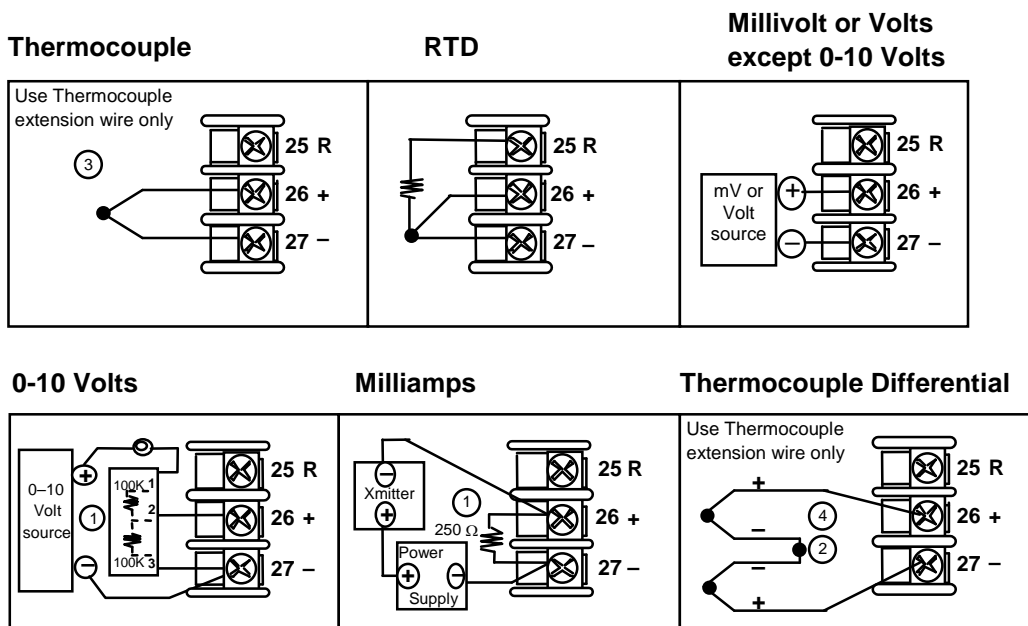 Thermocouple
RTD
Millivolt or Volts
except 0-10 Volts
Use Thermocouple
extension wire only
3
25 R
26 +
27 –
25 R
26 +
27 –
mV or
Volt
source
+
–
25 R
26 +
27 –
0-10 Volts
Milliamps
Thermocouple Differential
0–10
Volt
source
+
–
1
100K
1
2
100K
3
25 R
26 +
27 –
–
Xmitter
+
1
250 Ω
Power
+
–
Supply
25 R
26 +
27 –
Use Thermocouple
extension wire only
+
–
4
2
–
+
25 R
26 +
27 –